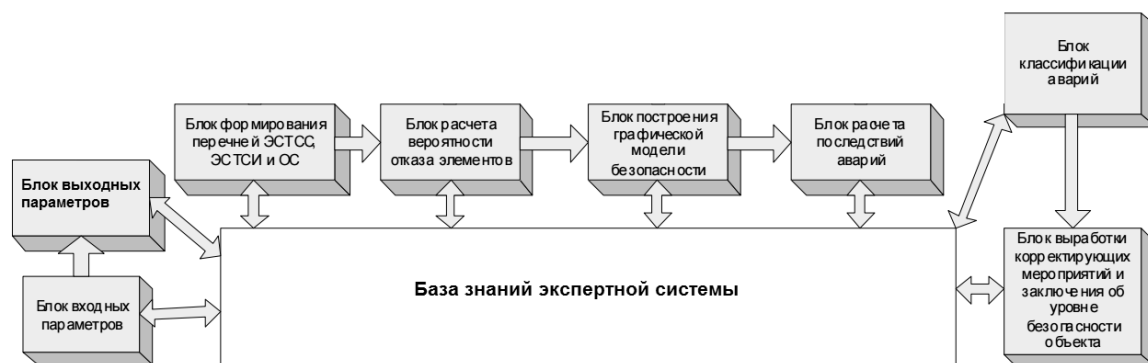 Блок
классификации
аварий
Блок формирования
перечней ЭСТСС,
ЭСТСИ и ОС
Блок расчета
вероятности
отказа элементов
Блок построения
графической
модели
безопасности
Блок расчета
последствий
аварий
Блок выходных
параметров
Блок входных
параметров
База знаний экспертной системы
Блок выработки
корректирующих
мероприятий и
заключения об
уровне
безопасности
объекта